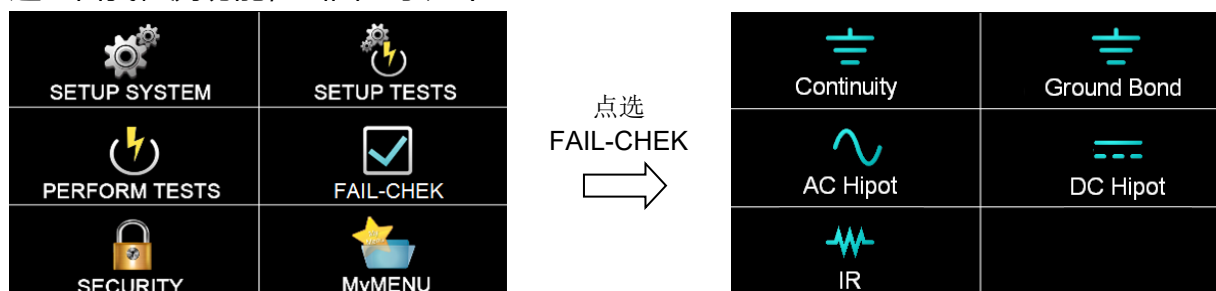 SETUP SYSTEM
SETUP TESTS
PERFORM TESTS
FAIL-CHEK
SECURITY
MyMENU
点选
FAIL-CHEK
Continuity
Ground Bond
AC Hipot
DC Hipot
IR